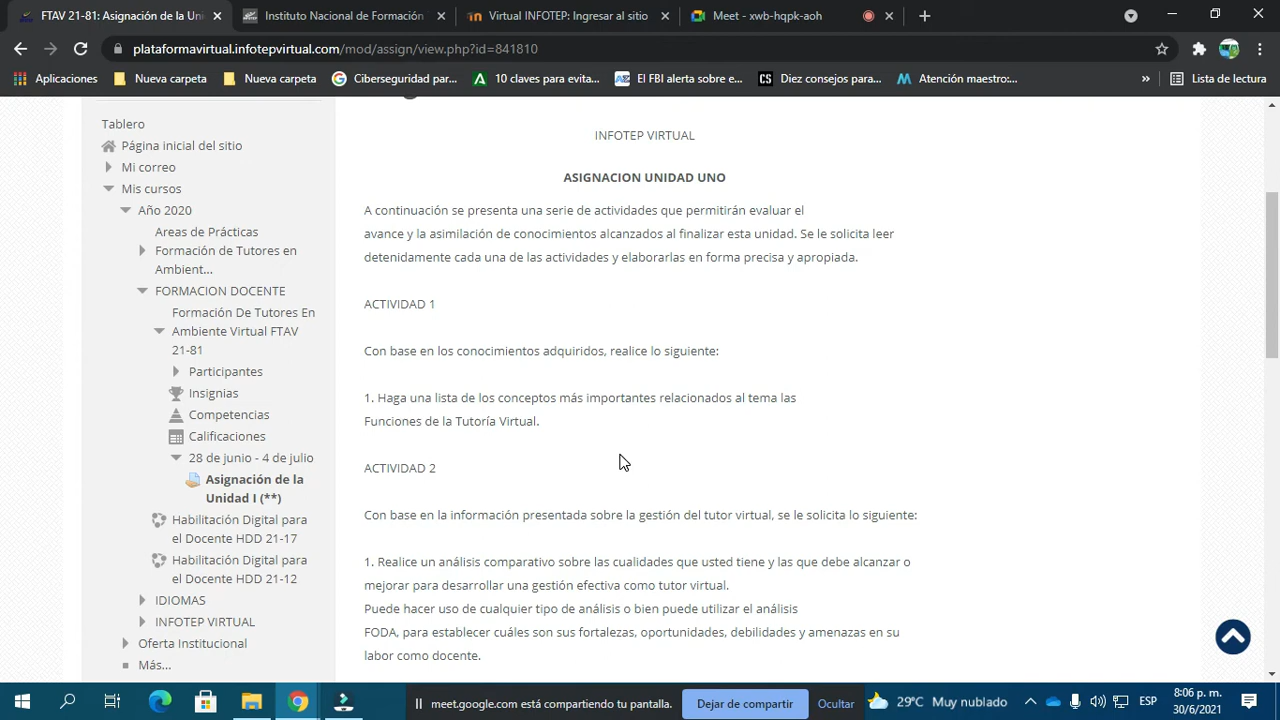 FTAV 21-81: Asignación de la Uni
Instituto Nacional de Formación
Virtual INFOTEP: Ingresar al sitio
Meet - xwb-hqpk-aoh
plataformavirtual.infotepvirtual.com/mod/assign/view.php?id=841810
Aplicaciones
Nueva carpeta
Nueva carpeta
Ciberseguridad par...
10 claves para evita...
El FBI alerta sobre e...
Diez consejos para...
Atención maestro:...
»
Lista de lectura
Tablero
Página inicial del sitio
Mi correo
Mis cursos
Año 2020
Areas de Prácticas
Formación de Tutores en
Ambient...
FORMACION DOCENTE
Formación De Tutores En
Ambiente Virtual FTAV
21-81
Participantes
Insignias
Competencias
Calificaciones
28 de junio - 4 de julio
Asignación de la
Unidad I (**)
Habilitación Digital para
el Docente HDD 21-17
Habilitación Digital para
el Docente HDD 21-12
IDIOMAS
INFOTEP VIRTUAL
Oferta Institucional
Más...
INFOTEP VIRTUAL
ASIGNACION UNIDAD UNO
A continuación se presenta una serie de actividades que permitirán evaluar el
avance y la asimilación de conocimientos alcanzados al finalizar esta unidad. Se le solicita leer
detenidamente cada una de las actividades y elaborarlas en forma precisa y apropiada.
ACTIVIDAD 1
Con base en los conocimientos adquiridos, realice lo siguiente:
1. Haga una lista de los conceptos más importantes relacionados al tema las
Funciones de la Tutoría Virtual.
ACTIVIDAD 2
Con base en la información presentada sobre la gestión del tutor virtual, se le solicita lo siguiente:
1. Realice un análisis comparativo sobre las cualidades que usted tiene y las que debe alcanzar o
mejorar para desarrollar una gestión efectiva como tutor virtual.
Puede hacer uso de cualquier tipo de análisis o bien puede utilizar el análisis
FODA, para establecer cuáles son sus fortalezas, oportunidades, debilidades y amenazas en su
labor como docente.
meet.google.com está compartiendo tu pantalla.
Dejar de compartir
Ocultar
29°C Muy nublado
ESP
8:06 p. m.
30/6/2021